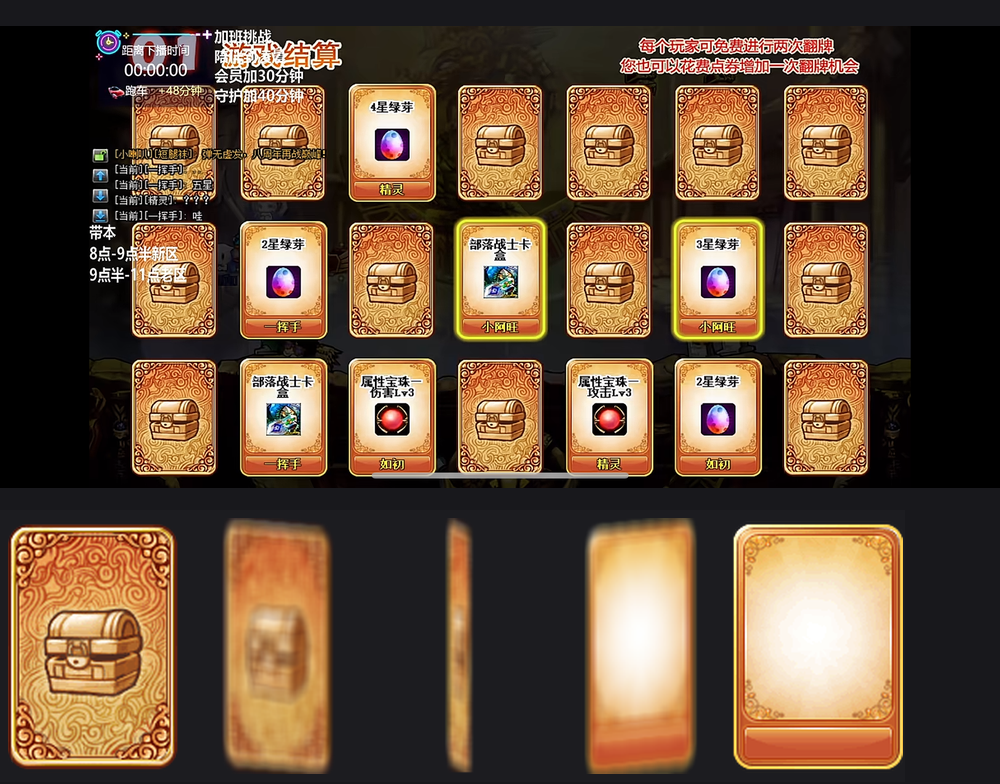 加班挑战
距离下播时间
游戏结算
00:00:00
会员加30分钟
跑车 +48分钟
守护加40分钟
每个玩家可免费进行两次翻牌
您也可以花费点券增加一次翻牌机会
4星绿芽
精灵
[当前][一挥手]:
[当前][一挥手]: 五星
[当前][精灵]: ? ? ?
[当前][一挥手]: 哇
带本
8点-9点半新区
9点半-11点老区
2星绿芽
一挥手
部落战士卡
盒
小阿旺
3星绿芽
小阿旺
部落战士卡
盒
一挥手
属性宝珠一
伤害Lv3
如初
属性宝珠一
攻击Lv3
精灵
2星绿芽
如初